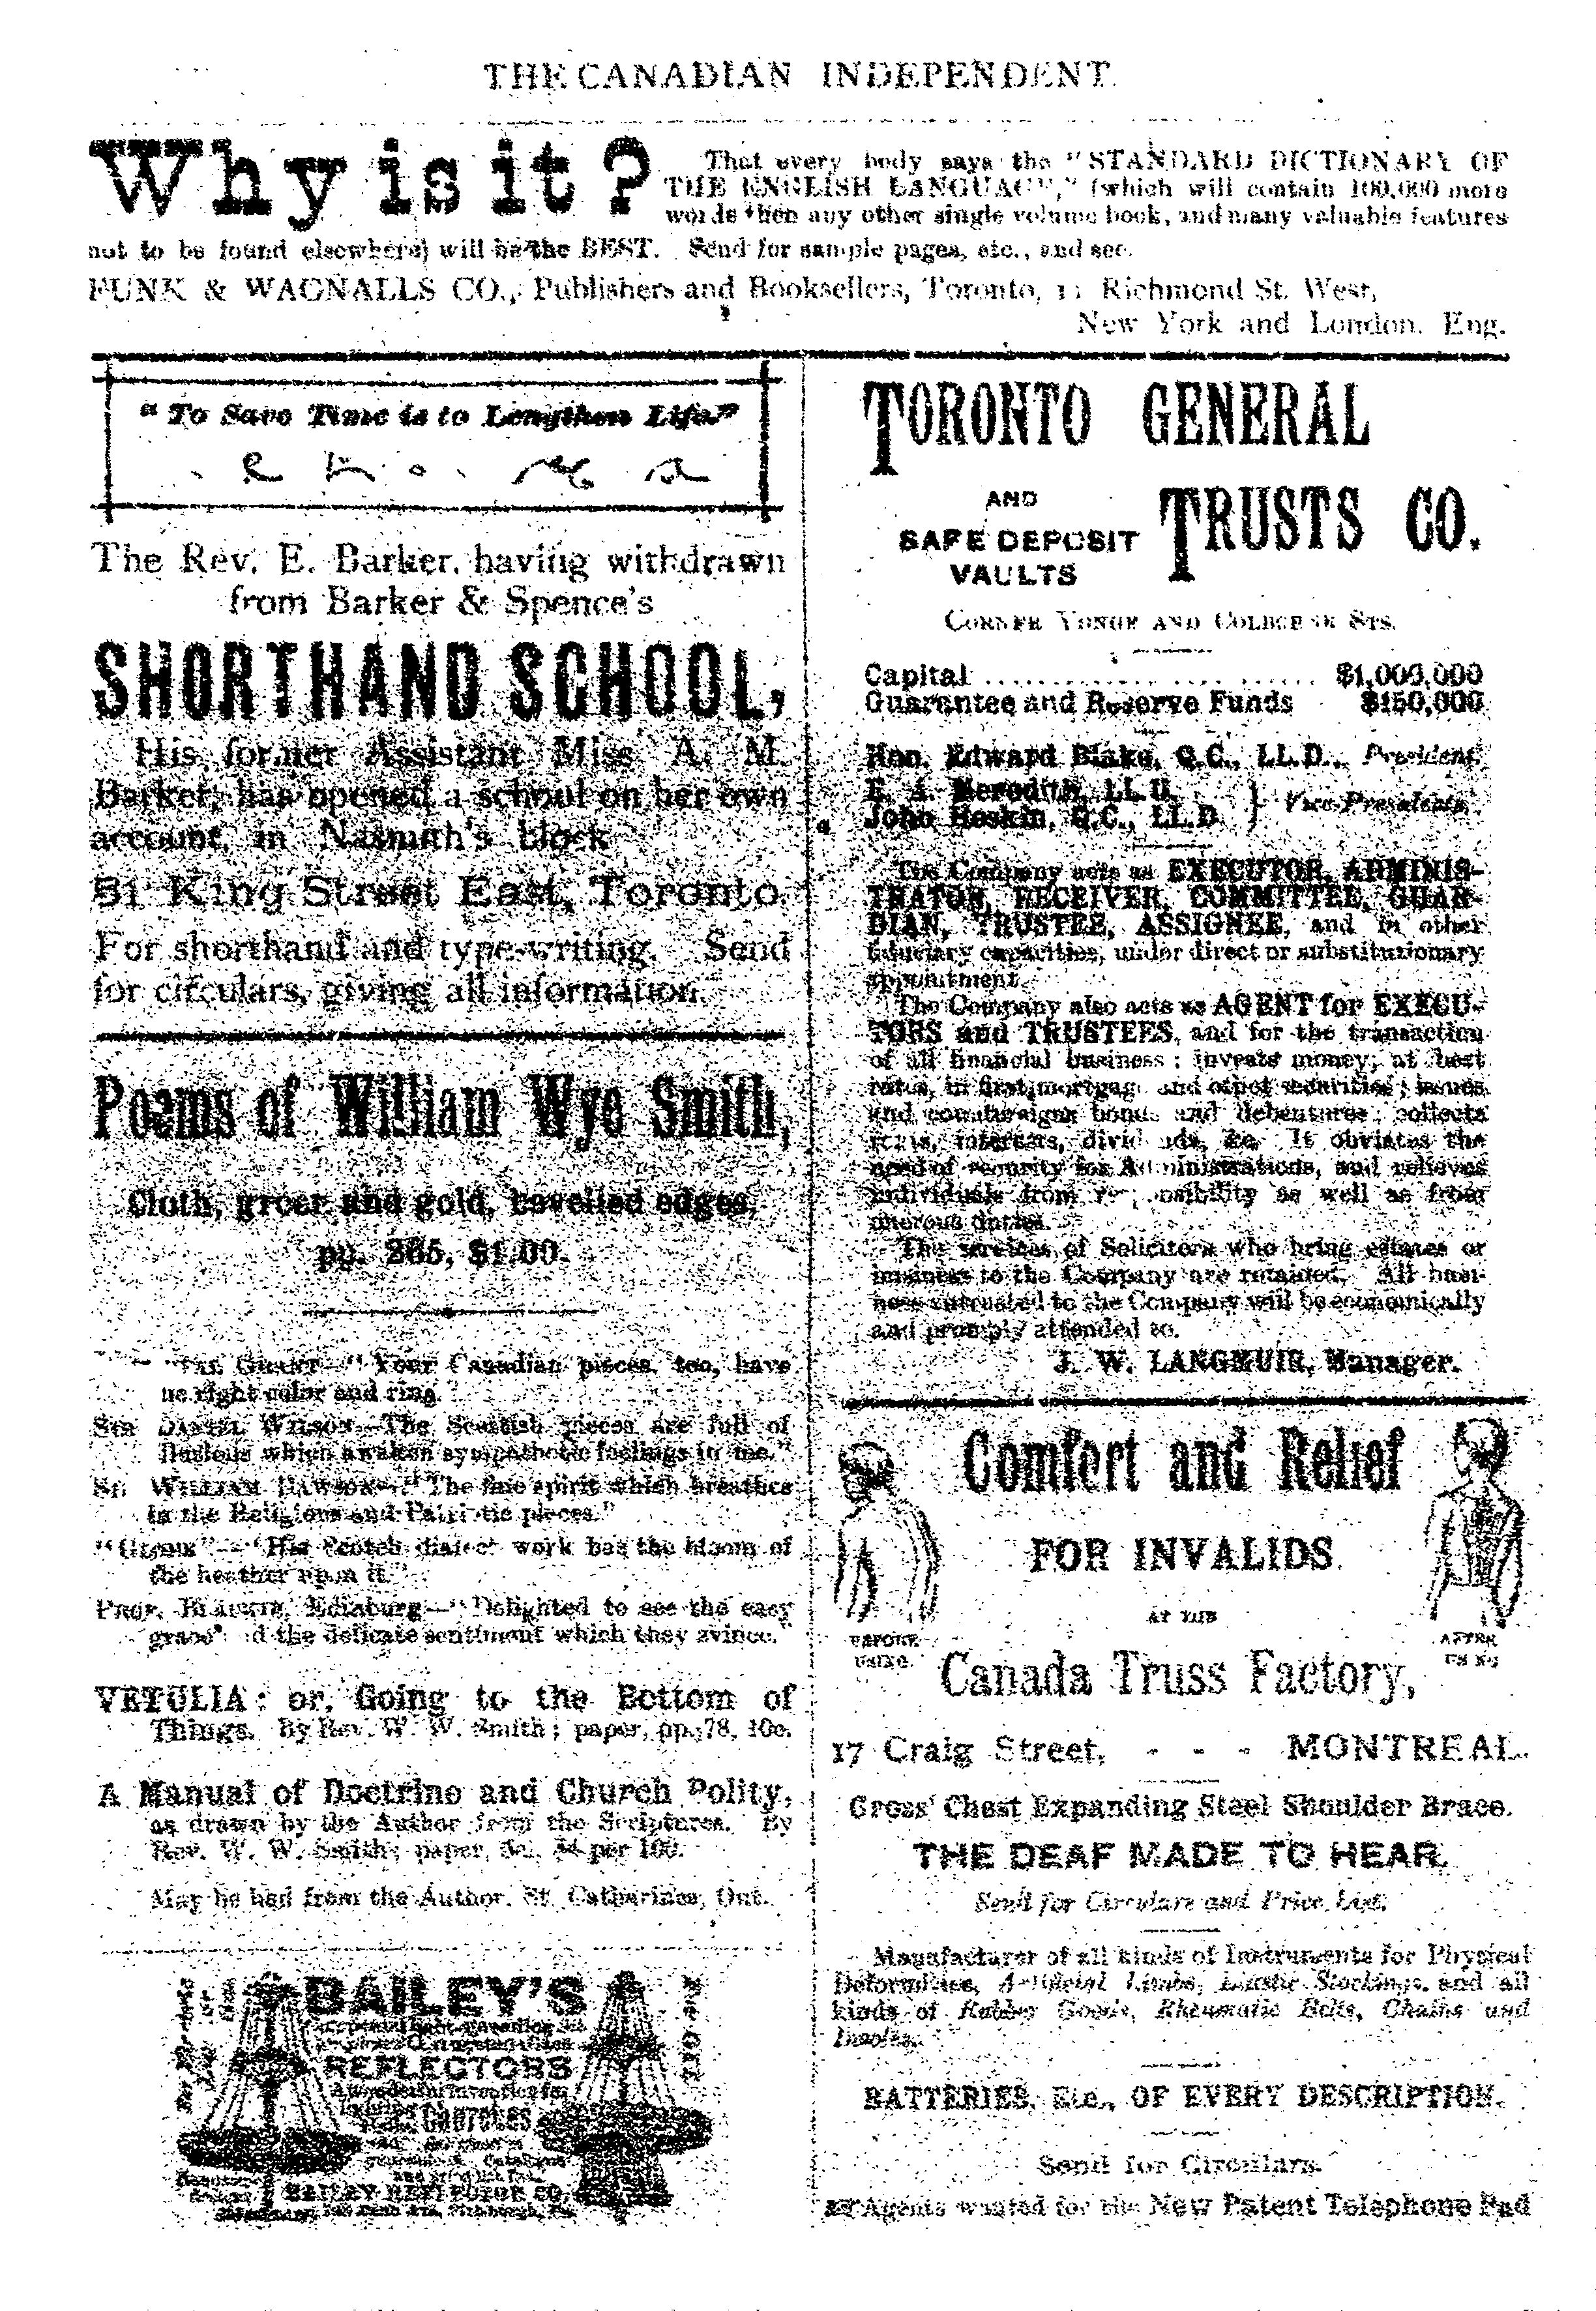 THE CANADIAN INDEPENDENT.
Why is it?
That every body says the "STANDARD DICTIONARY OF
THE ENGLISH LANGUAGE," (which will contain 100,000 more
words then any other single volume book, and many valuable features
not to be found elsewhere) will be the BEST. Send for sample pages, etc., and see.
FUNK & WAGNALLS CO., Publishers and Booksellers, Toronto, 11 Richmond St. West,
New York and London. Eng.
"To Save Time is to Lengthen Life."
The Rev. E. Barker, having withdrawn
from Barker & Spence's
SHORTHAND SCHOOL,
His former Assistant Miss A. M.
Barker, has opened a school on her own
account, in Nasmith's block
51 King Street East, Toronto.
For shorthand and type-writing. Send
for circulars, giving all information.
Poems of William Wye Smith,
Cloth, green and gold, bevelled edges,
pp. 265, $1.00.
GRANT—"Your Canadian pieces, too, have
right color and ring."
SIR DANIEL WILSON—The Scottish pieces are full of
which awaken sympathetic feelings in me."
WILLIAM DAWSON—"The fine spirit which breathes
in the Religious and Patriotic pieces."
"His Scotch dialect work has the bloom of
the heather upon it."
PROF. BLACKIE, Edinburg—"Delighted to see the easy
grace and the delicate sentiment which they evince."
VETULIA: or, Going to the Bottom of
Things. By Rev. W. W. Smith; paper, pp. 78, 10c.
A Manual of Doctrine and Church Polity,
as drawn by the Author from the Scriptures. By
Rev. W. W. Smith; paper, 5c., $4 per 100.
May be had from the Author, St. Catharines, Ont.
BAILEY'S
REFLECTORS
A wonderful invention for
Churches
BAILEY REFLECTOR CO.
TORONTO GENERAL
AND
SAFE DEPOSIT
VAULTS
TRUSTS CO.
CORNER YONGE AND COLBORNE STS.
Capital $1,000,000
Guarantee and Reserve Funds $150,000
Hon. Edward Blake, Q.C., LL.D., President.
E. A. Meredith, LL.D.
John Hoskin, Q.C., LL.D. } Vice-Presidents.
The Company acts as EXECUTOR, ADMINIS-
TRATOR, RECEIVER, COMMITTEE, GUAR-
DIAN, TRUSTEE, ASSIGNEE, and in other
fiduciary capacities, under direct or substitutionary
appointment.
The Company also acts as AGENT for EXECU-
TORS and TRUSTEES, and for the transaction
of all financial business: invests money, at best
rates, in first mortgage and other securities; issues
and countersigns bonds and debentures; collects
rents, interests, dividends, &c. It obviates the
need of security for Administrations, and relieves
individuals from responsibility as well as from
onerous duties.
The services of Solicitors who bring estates or
business to the Company are retained. All busi-
ness entrusted to the Company will be economically
and promptly attended to.
J. W. LANGMUIR, Manager.
Comfort and Relief
FOR INVALIDS
AT THE
BEFORE
USING.
AFTER
USING
Canada Truss Factory,
17 Craig Street, - - - MONTREAL.
Gross' Chest Expanding Steel Shoulder Brace.
THE DEAF MADE TO HEAR.
Send for Circulars and Price List.
Manufacturer of all kinds of Instruments for Physical
Deformities, Artificial Limbs, Elastic Stockings, and all
kinds of Rubber Goods, Rheumatic Belts, Chains and
Insoles.
BATTERIES, Etc., OF EVERY DESCRIPTION.
Send for Circulars.
Agents wanted for the New Patent Telephone Pad